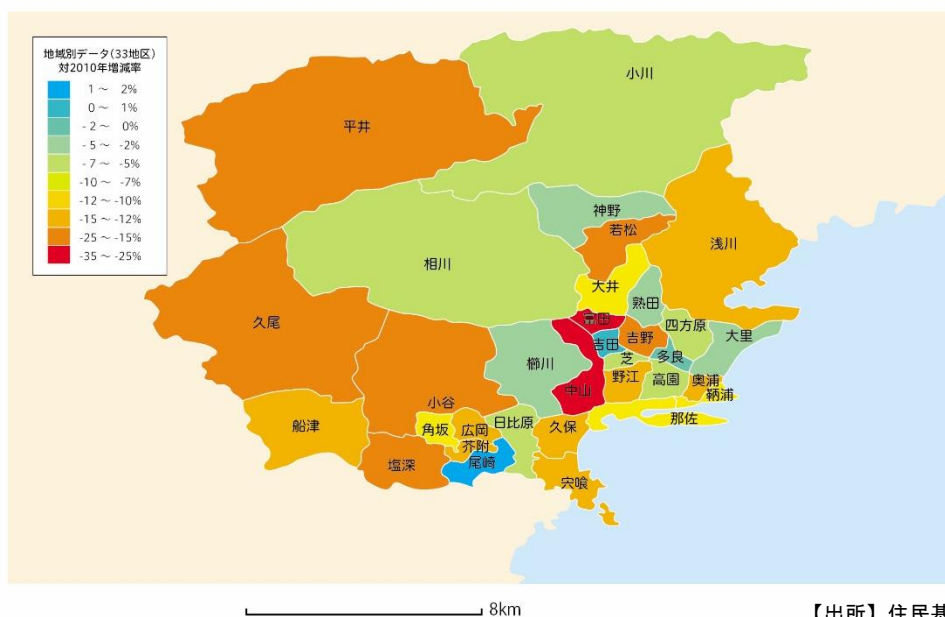 地域別データ(33地区)
対2010年増減率
1 ～ 2%
0 ～ 1%
-2 ～ 0%
-5 ～ -2%
-7 ～ -5%
-10 ～ -7%
-12 ～ -10%
-15 ～ -12%
-25 ～ -15%
-35 ～ -25%
小川
平井
神野
若松
浅川
相川
大井
熟田
久尾
四方原
吉田
吉野
大里
多良
櫛川
芝
中山
野江
高園
奥浦
鞆浦
小谷
那佐
船津
角坂
広岡
日比原
久保
芥附
塩深
尾崎
宍喰
8km
【出所】住民基